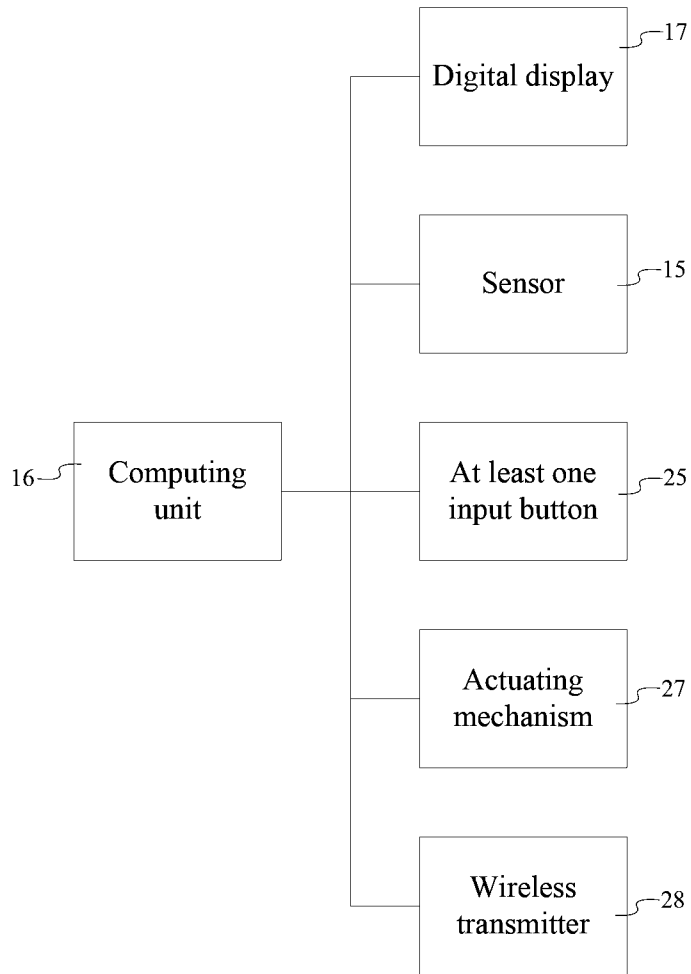 17
Digital display
15
Sensor
16
Computing
unit
At least one
input button
25
Actuating
mechanism
27
Wireless
transmitter
28